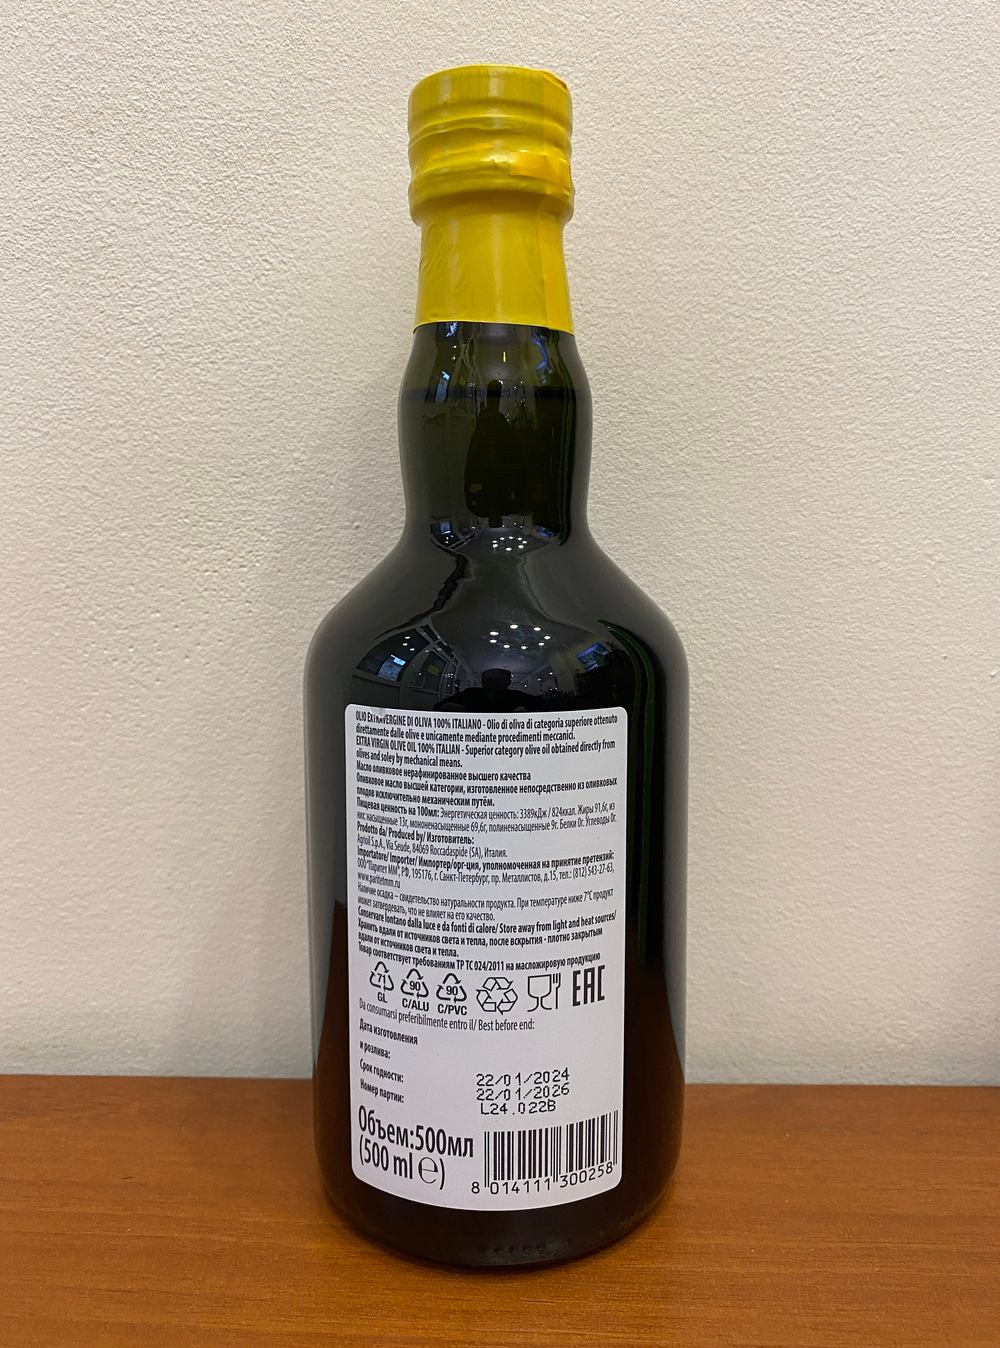 OLIO EXTRAVERGINE DI OLIVA 100% ITALIANO - Olio di oliva di categoria superiore ottenuto
direttamente dalle olive e unicamente mediante procedimenti meccanici.
EXTRA VIRGIN OLIVE OIL 100% ITALIAN - Superior category olive oil obtained directly from
olives and soley by mechanical means.
Масло оливковое нерафинированное высшего качества
Оливковое масло высшей категории, изготовленное непосредственно из оливковых
плодов исключительно механическим путём.
Пищевая ценность на 100мл: Энергетическая ценность: 3389кДж / 824ккал. Жиры 91,6г, из
них: насыщенные 13г, мононенасыщенные 69,6г, полиненасыщенные 9г. Белки 0г. Углеводы 0г.
Prodotto da/ Produced by/ Изготовитель:
Agrioil S.p.A., Via Seude, 84069 Roccadaspide (SA), Италия.
Importatore/ Importer/ Импортер/орг-ция, уполномоченная на принятие претензий:
ООО "Паритет ММ", РФ, 195176, г. Санкт-Петербург, пр. Металлистов, д.15, тел.: (812) 543-27-63,
www.paritetmm.ru
Наличие осадка – свидетельство натуральности продукта. При температуре ниже 7°С продукт
может затвердевать, что не влияет на его качество.
Conservare lontano dalla luce e da fonti di calore/ Store away from light and heat sources/
Хранить вдали от источников света и тепла, после вскрытия - плотно закрытым
вдали от источников света и тепла.
Товар соответствует требованиям ТР ТС 024/2011 на масложировую продукцию
71 90 90 EAC
GL C/ALU C/PVC
Da consumarsi preferibilmente entro il/ Best before end:
Дата изготовления
и розлива: 22/01/2024
Срок годности: 22/01/2026
Номер партии: L24.022B
Объем:500мл
(500 ml ℮)
8 014111 300258